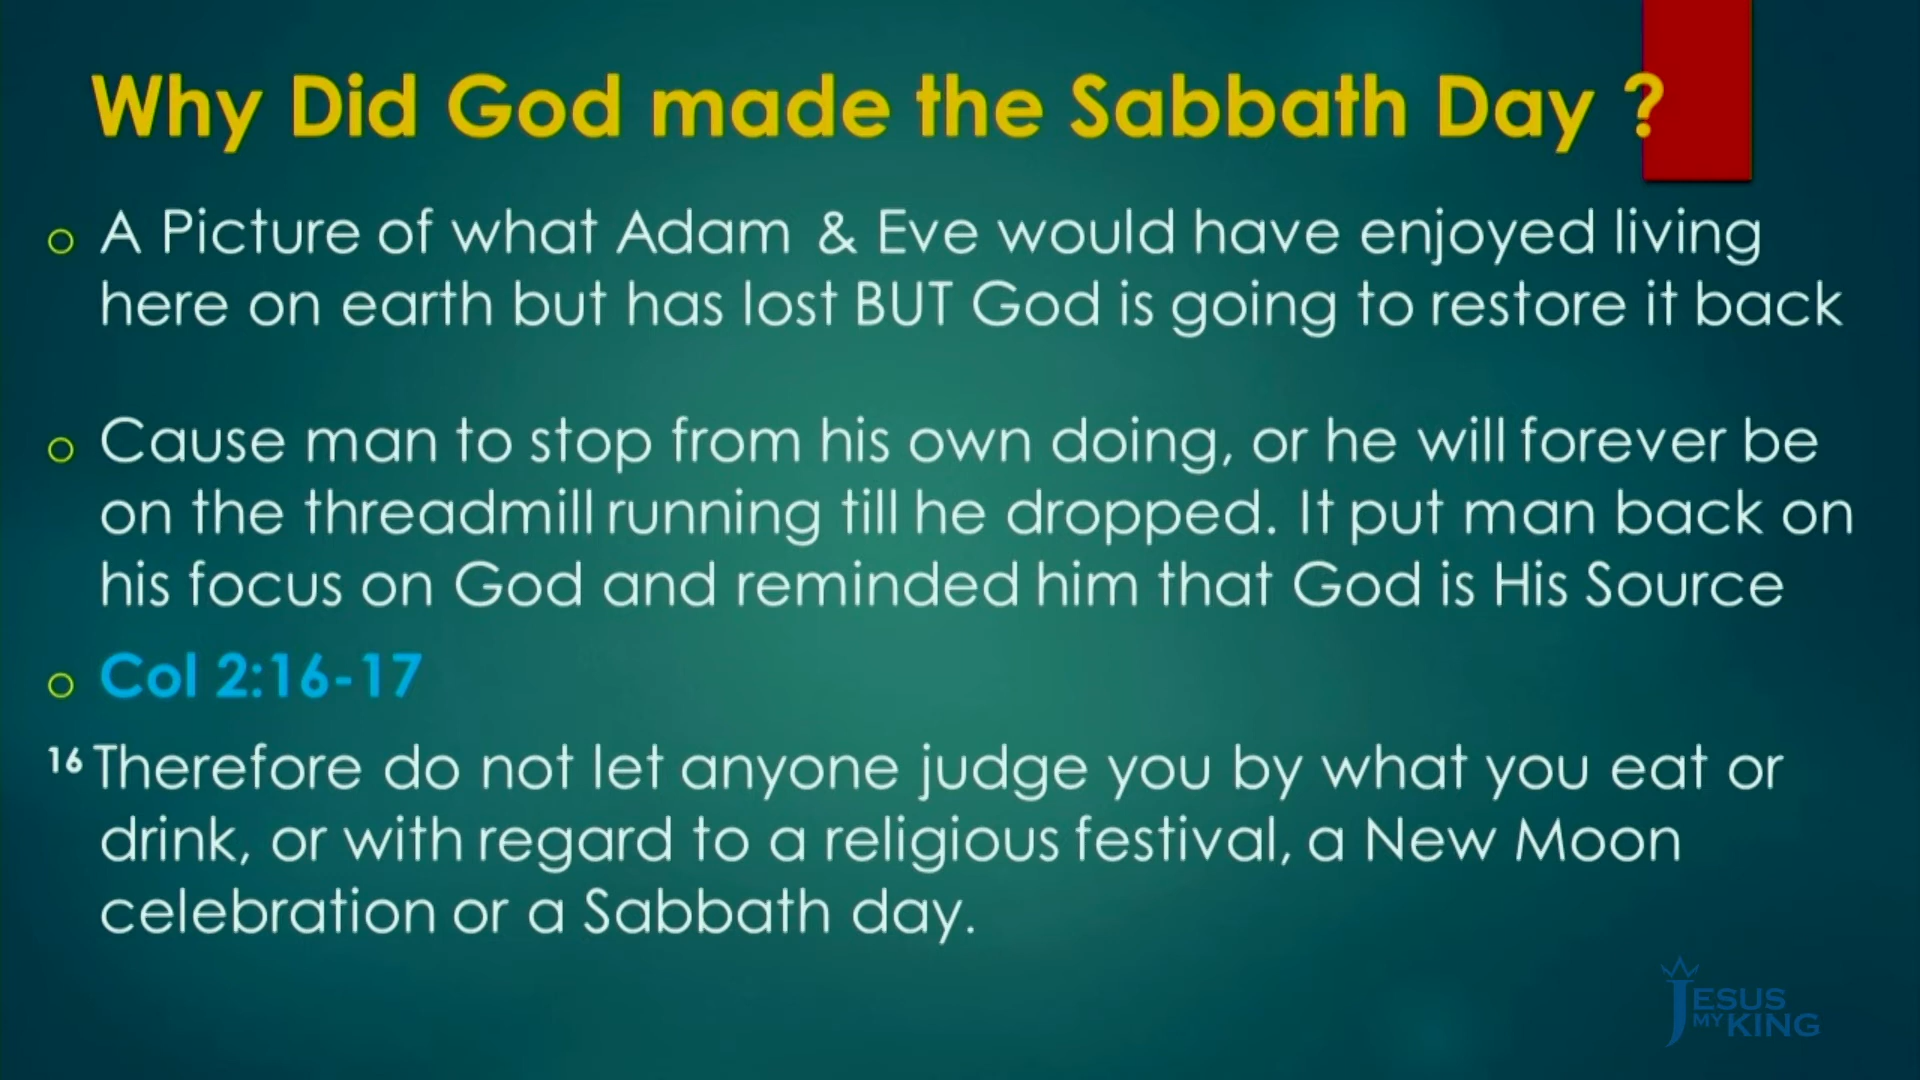 Why Did God made the Sabbath Day ?
o A Picture of what Adam & Eve would have enjoyed living
here on earth but has lost BUT God is going to restore it back
o Cause man to stop from his own doing, or he will forever be
on the threadmill running till he dropped. It put man back on
his focus on God and reminded him that God is His Source
o Col 2:16-17
16 Therefore do not let anyone judge you by what you eat or
drink, or with regard to a religious festival, a New Moon
celebration or a Sabbath day.
JESUS
MY KING